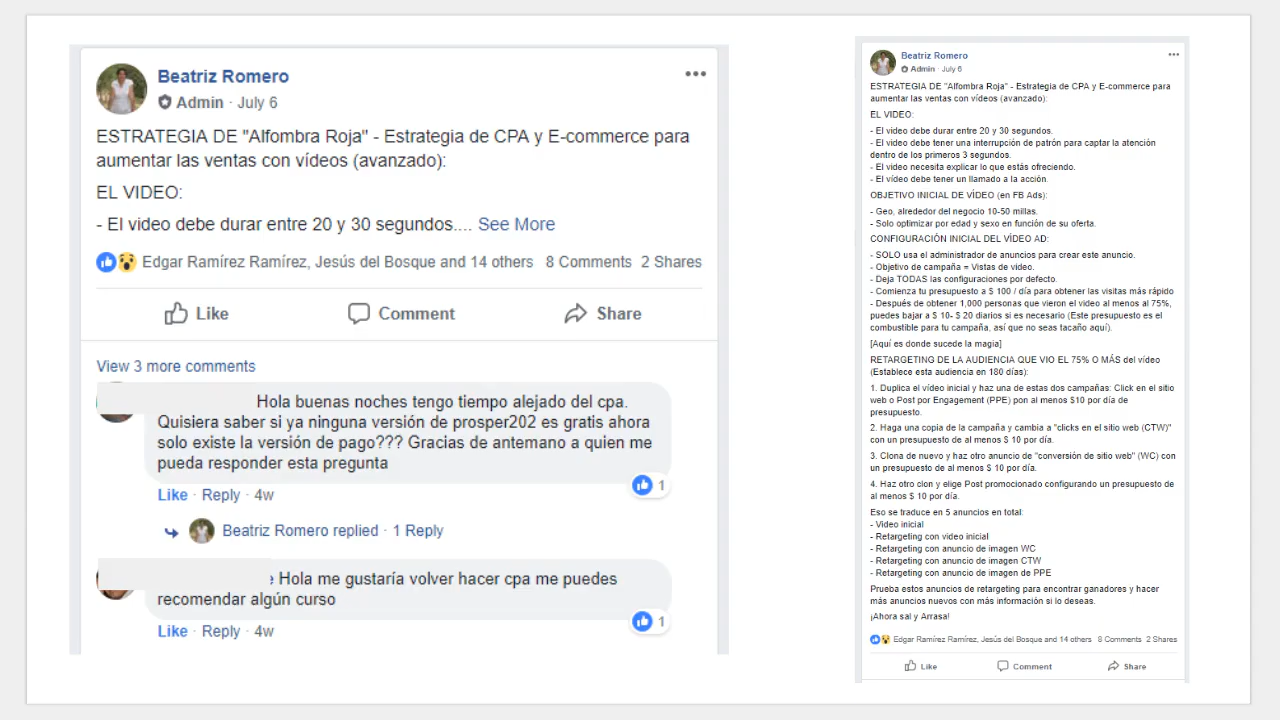 Beatriz Romero
Admin · July 6
ESTRATEGIA DE "Alfombra Roja" - Estrategia de CPA y E-commerce para
aumentar las ventas con vídeos (avanzado):
EL VIDEO:
- El video debe durar entre 20 y 30 segundos.... See More
Edgar Ramírez Ramírez, Jesús del Bosque and 14 others 8 Comments 2 Shares
Like Comment Share
View 3 more comments
Hola buenas noches tengo tiempo alejado del cpa.
Quisiera saber si ya ninguna versión de prosper202 es gratis ahora
solo existe la versión de pago??? Gracias de antemano a quien me
pueda responder esta pregunta
1
Like · Reply · 4w
Beatriz Romero replied · 1 Reply
Hola me gustaría volver hacer cpa me puedes
recomendar algún curso
1
Like · Reply · 4w
Beatriz Romero
Admin · July 6
ESTRATEGIA DE "Alfombra Roja" - Estrategia de CPA y E-commerce para
aumentar las ventas con vídeos (avanzado):
EL VIDEO:
- El video debe durar entre 20 y 30 segundos.
- El video debe tener una interrupción de patrón para captar la atención
dentro de los primeros 3 segundos.
- El video necesita explicar lo que estás ofreciendo.
- El vídeo debe tener un llamado a la acción.
OBJETIVO INICIAL DE VÍDEO (en FB Ads):
- Geo, alrededor del negocio 10-50 millas.
- Solo optimizar por edad y sexo en función de su oferta.
CONFIGURACIÓN INICIAL DEL VÍDEO AD:
- SOLO usa el administrador de anuncios para crear este anuncio.
- Objetivo de campaña = Vistas de video.
- Deja TODAS las configuraciones por defecto.
- Comienza tu presupuesto a $ 100 / día para obtener las visitas más rápido
- Después de obtener 1,000 personas que vieron el video al menos al 75%,
puedes bajar a $ 10- $ 20 diarios si es necesario (Este presupuesto es el
combustible para tu campaña, así que no seas tacaño aquí).
[Aquí es donde sucede la magia]
RETARGETING DE LA AUDIENCIA QUE VIO EL 75% O MÁS del vídeo
(Establece esta audiencia en 180 días):
1. Duplica el vídeo inicial y haz una de estas dos campañas: Click en el sitio
web o Post por Engagement (PPE) pon al menos $10 por día de
presupuesto.
2. Haga una copia de la campaña y cambia a "clicks en el sitio web (CTW)"
con un presupuesto de al menos $ 10 por día.
3. Clona de nuevo y haz otro anuncio de "conversión de sitio web" (WC) con
un presupuesto de al menos $ 10 por día.
4. Haz otro clon y elige Post promocionado configurando un presupuesto de
al menos $ 10 por día.
Eso se traduce en 5 anuncios en total:
- Video inicial
- Retargeting con video inicial
- Retargeting con anuncio de imagen WC
- Retargeting con anuncio de imagen CTW
- Retargeting con anuncio de imagen de PPE
Prueba estos anuncios de retargeting para encontrar ganadores y hacer
más anuncios nuevos con más información si lo deseas.
¡Ahora sal y Arrasa!
Edgar Ramírez Ramírez, Jesús del Bosque and 14 others 8 Comments 2 Shares
Like Comment Share